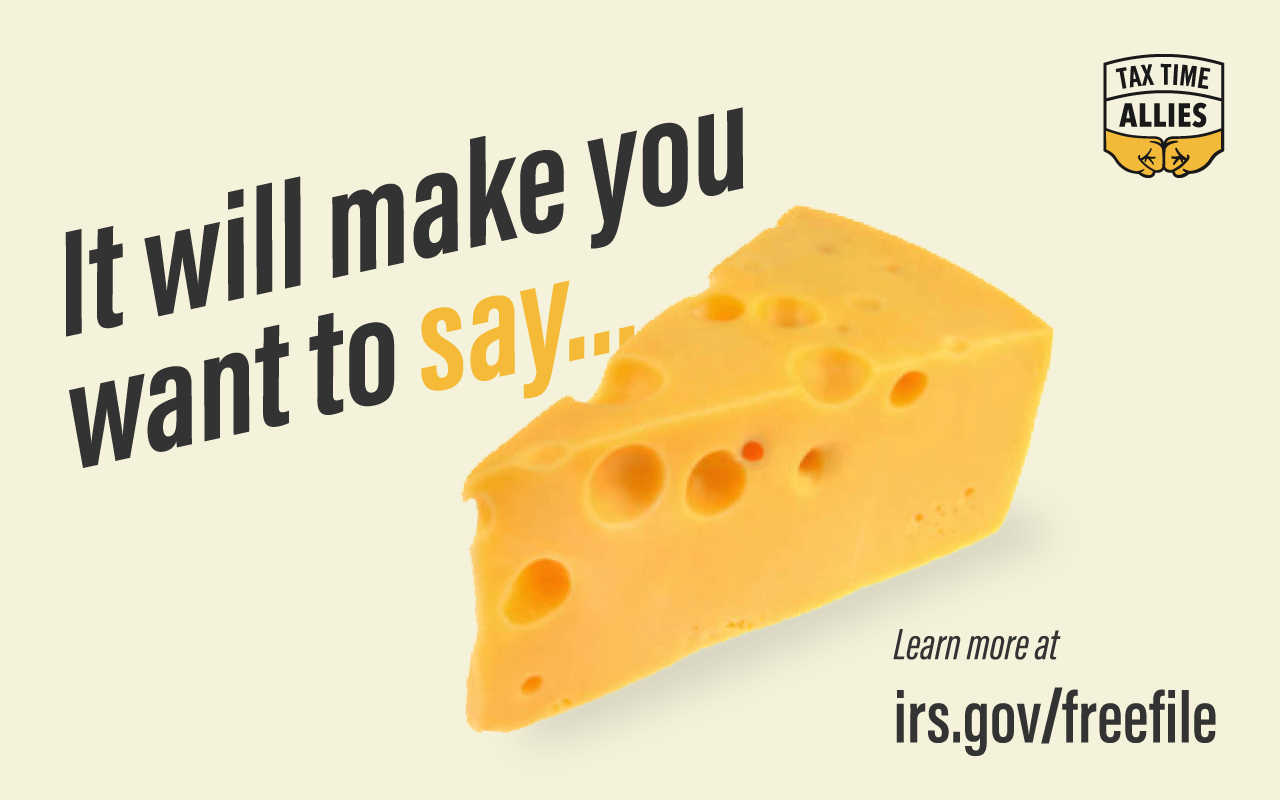 TAX TIME
ALLIES
It will make you
want to say...
Learn more at
irs.gov/freefile